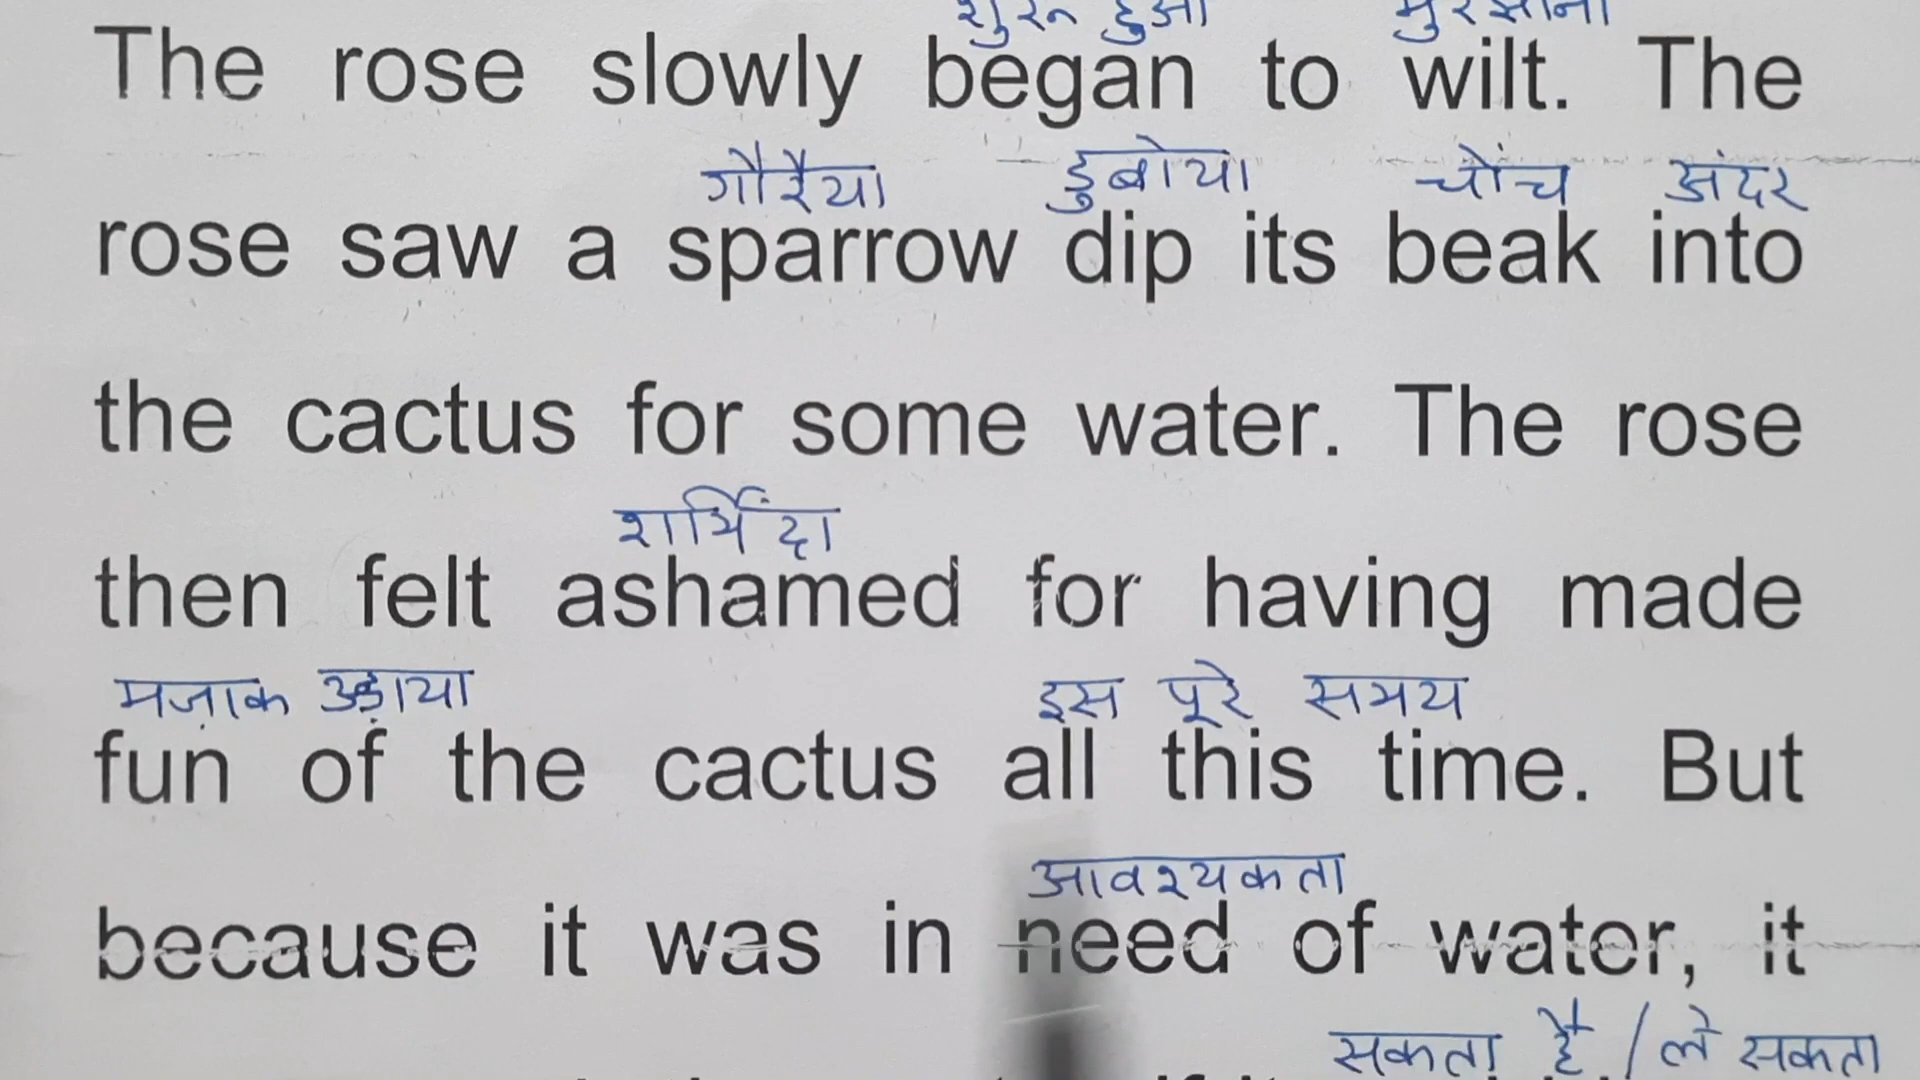 शुरू हुआ मुरझाना
The rose slowly began to wilt. The
गौरैया डुबोया चोंच अंदर
rose saw a sparrow dip its beak into
the cactus for some water. The rose
शर्मिंदा
then felt ashamed for having made
मज़ाक उड़ाया इस पूरे समय
fun of the cactus all this time. But
आवश्यकता
because it was in need of water, it
सकता है / ले सकता